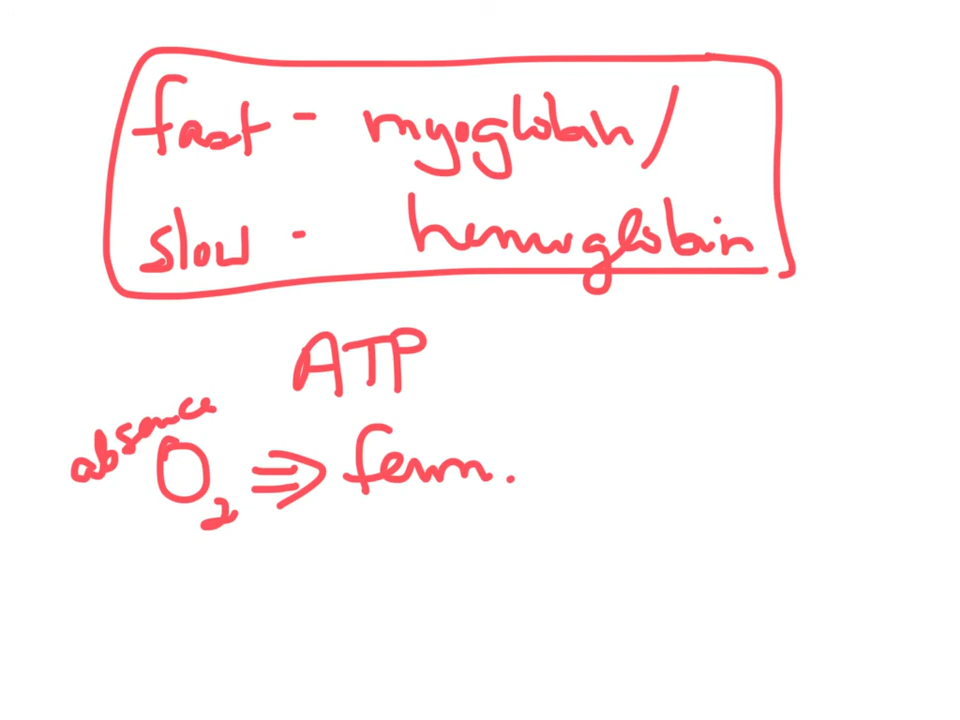 fast - myoglobin /
slow - hemoglobin
ATP
absence
O2 ⇒ ferm.